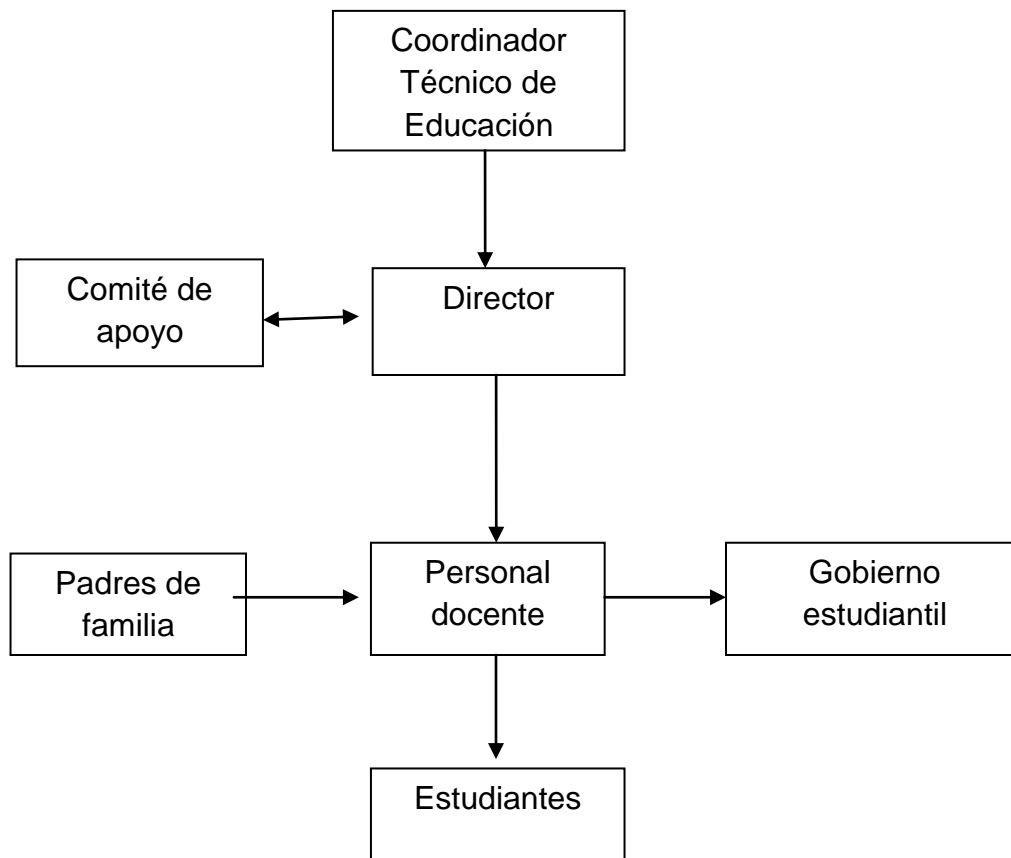 Coordinador
Técnico de
Educación
Comité de
apoyo
Director
Padres de
familia
Personal
docente
Gobierno
estudiantil
Estudiantes